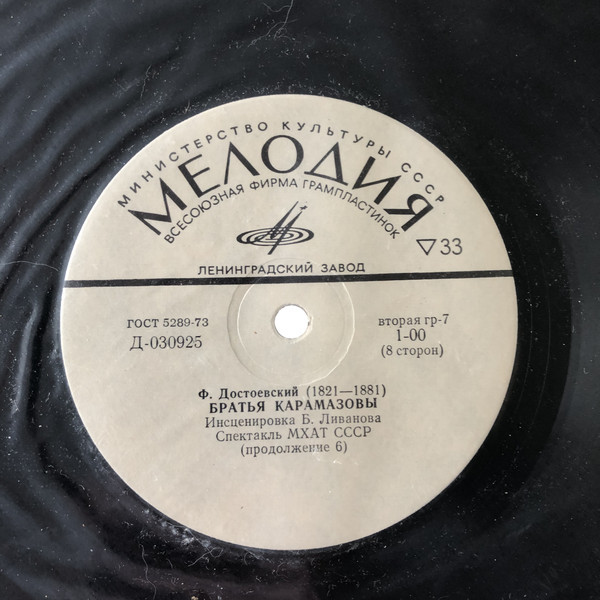 МИНИСТЕРСТВО КУЛЬТУРЫ СССР
МЕЛОДИЯ
ВСЕСОЮЗНАЯ ФИРМА ГРАМПЛАСТИНОК
▽33
ЛЕНИНГРАДСКИЙ ЗАВОД
ГОСТ 5289-73
Д-030925
вторая гр-7
1-00
(8 сторон)
Ф. Достоевский (1821—1881)
БРАТЬЯ КАРАМАЗОВЫ
Инсценировка Б. Ливанова
Спектакль МХАТ СССР
(продолжение 6)